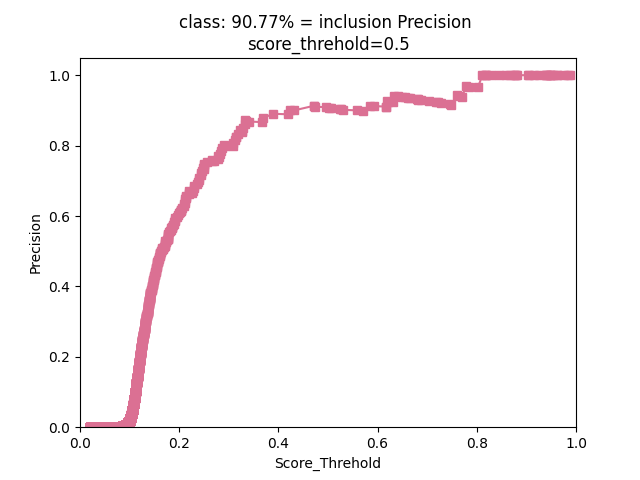 class: 90.77% = inclusion Precision
score_threhold=0.5
1.0
0.8
0.6
0.4
0.2
0.0
Precision
0.0 0.2 0.4 0.6 0.8 1.0
Score_Threhold